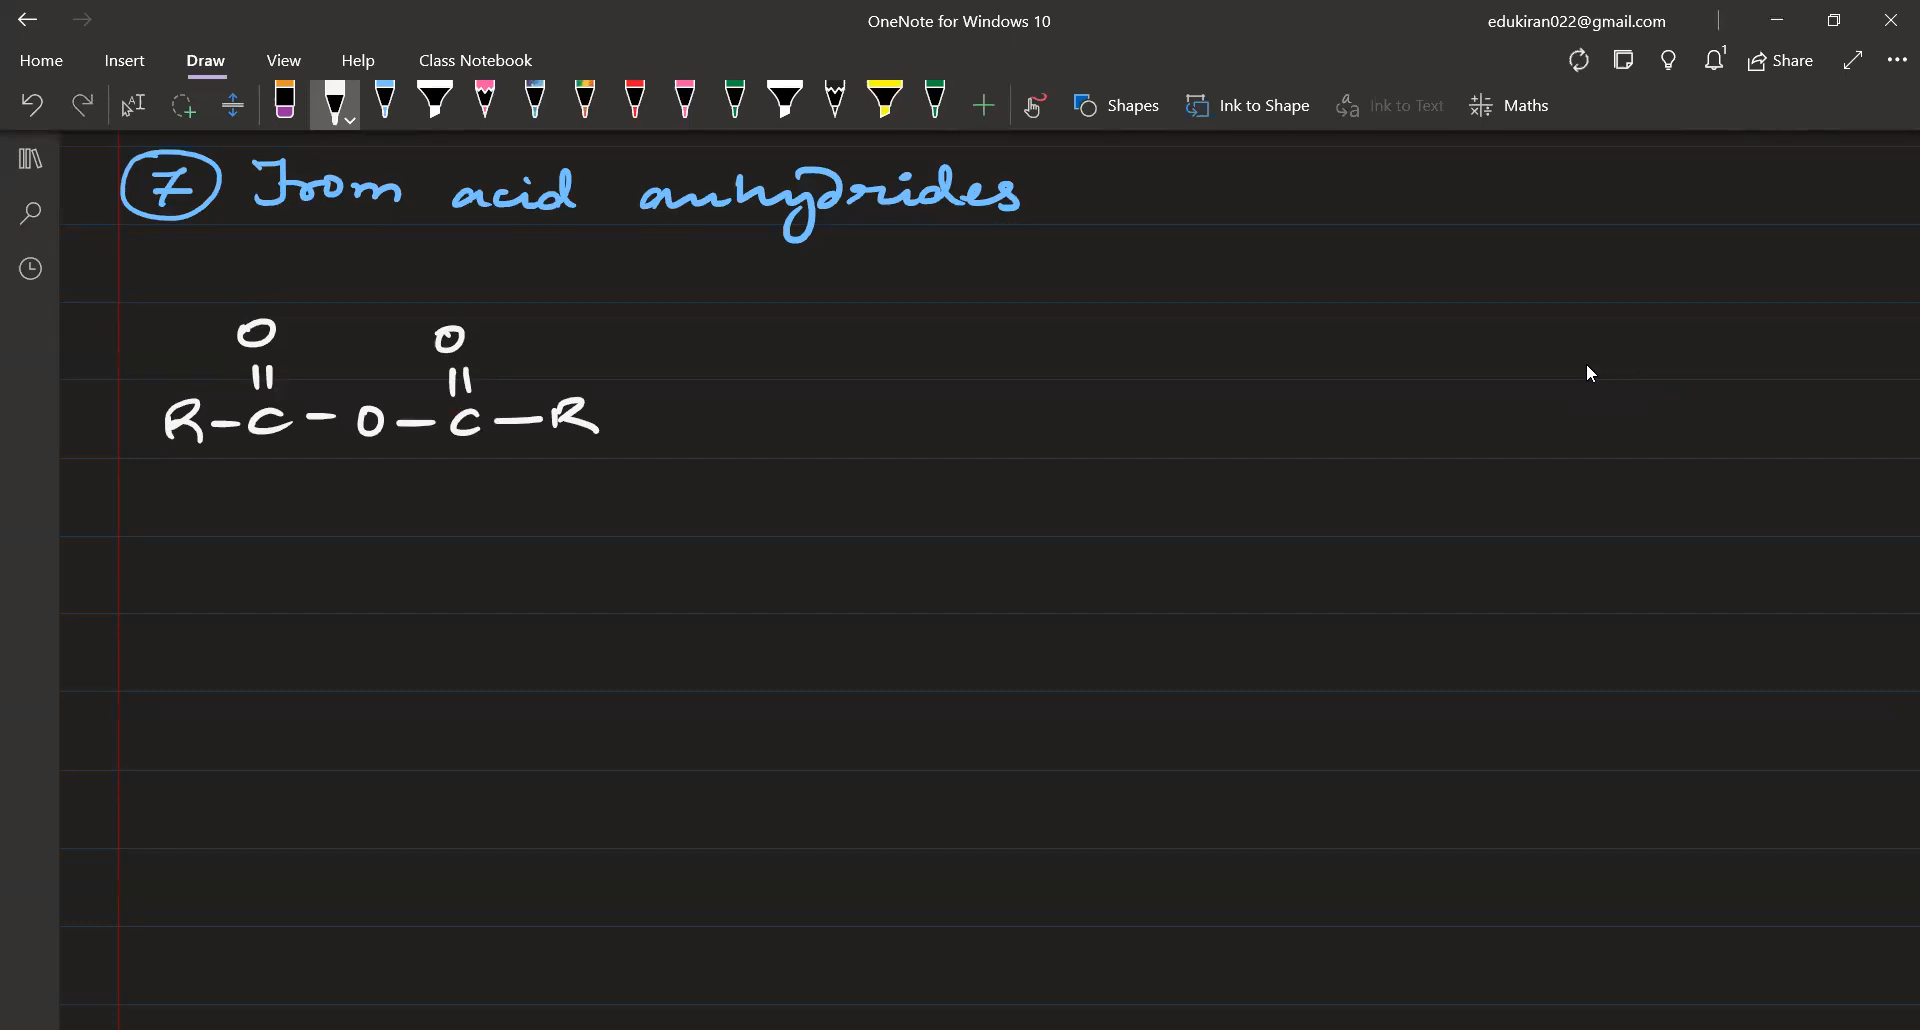 OneNote for Windows 10
edukiran022@gmail.com
Home Insert Draw View Help Class Notebook
1 Share
Shapes Ink to Shape Ink to Text Maths
7 From acid anhydrides
O O
|| ||
R-C-O-C-R